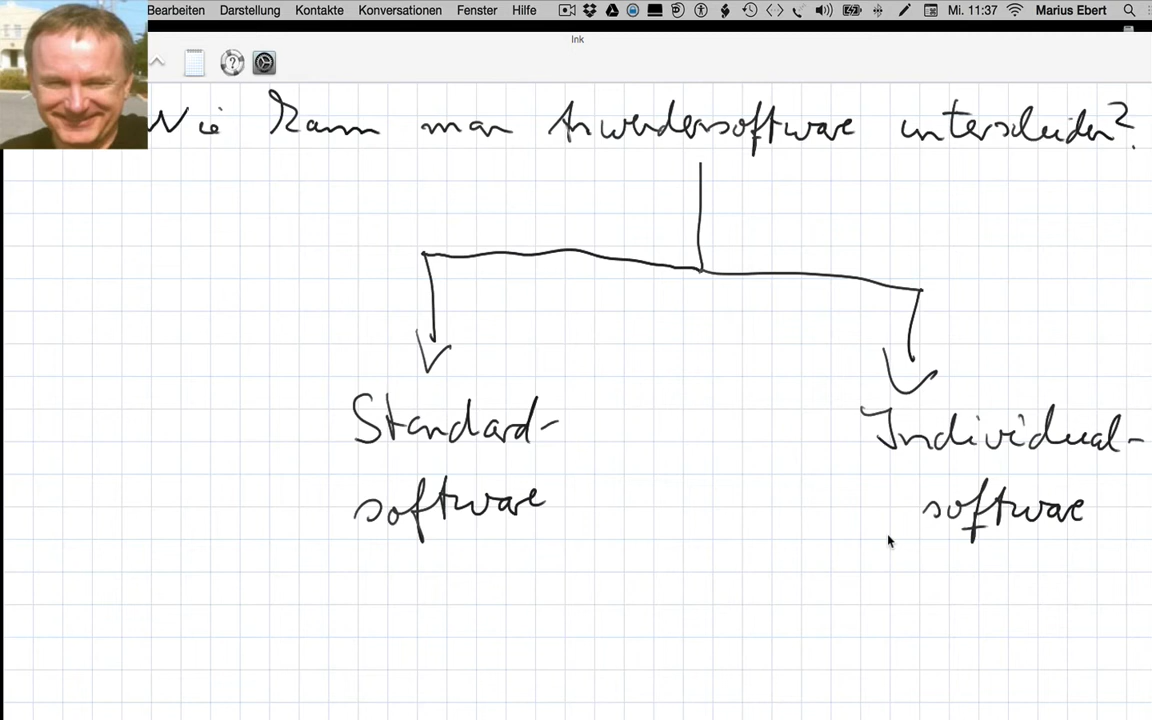 Bearbeiten Darstellung Kontakte Konversationen Fenster Hilfe Mi. 11:37 Marius Ebert
Ink
Wie kann man Anwendersoftware unterscheiden?
Standard-
software
Individual-
software